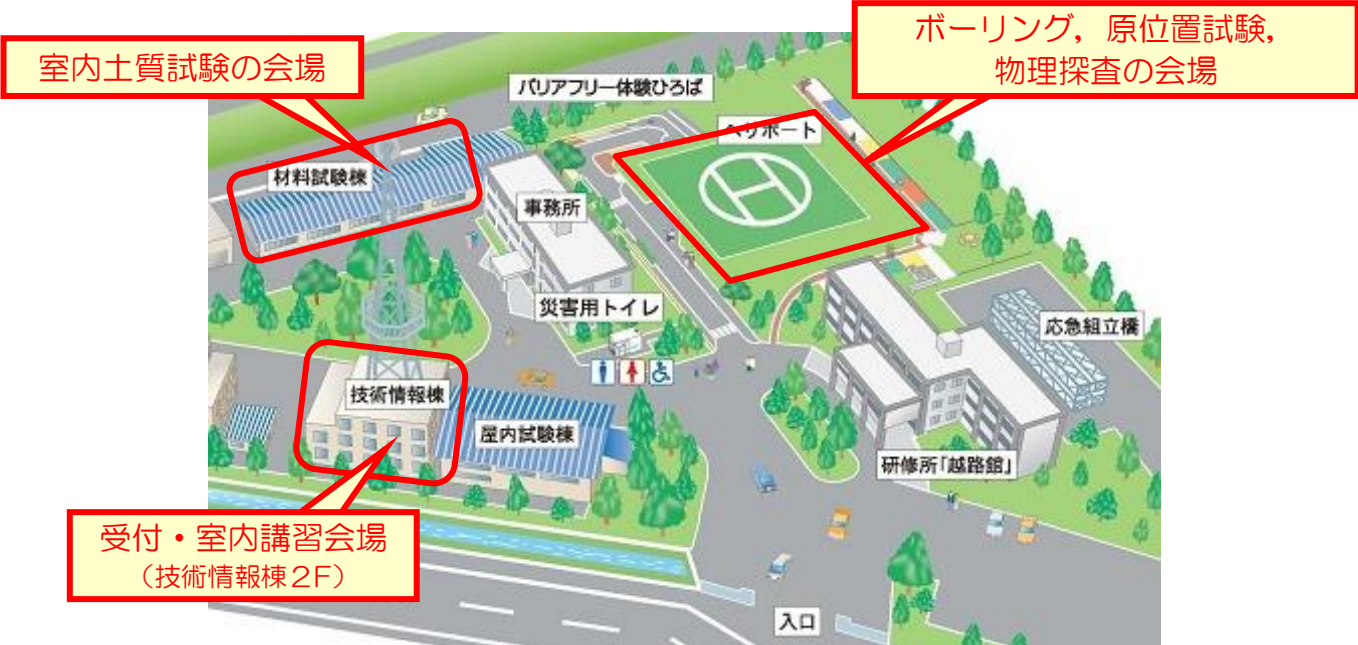 ボーリング，原位置試験，
物理探査の会場
室内土質試験の会場
バリアフリー体験ひろば
ヘリポート
材料試験棟
事務所
災害用トイレ
応急組立橋
技術情報棟
屋内試験棟
研修所「越路館」
受付・室内講習会場
（技術情報棟２Ｆ）
入口